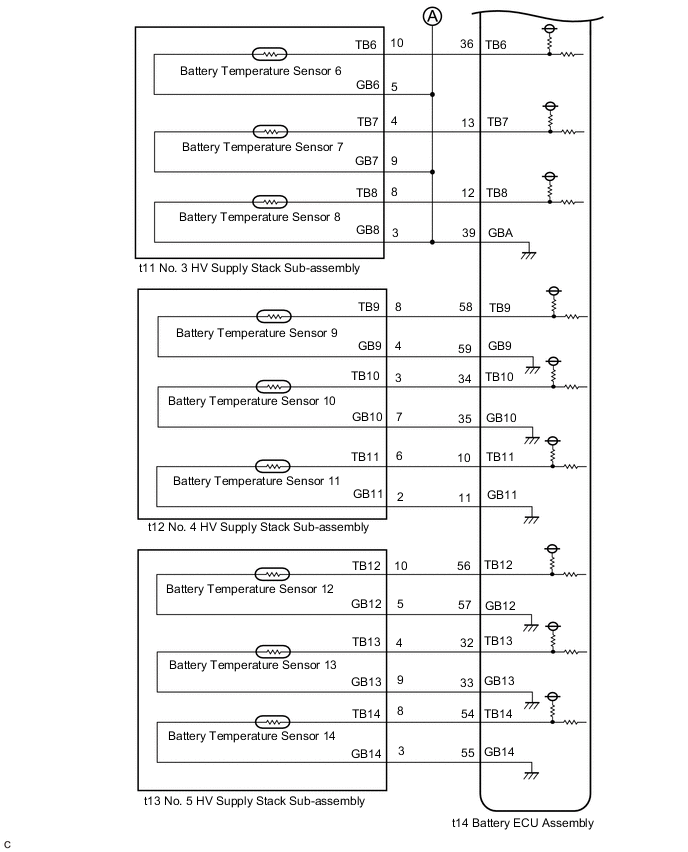 A
TB6 10 36 TB6
Battery Temperature Sensor 6
GB6 5
TB7 4 13 TB7
Battery Temperature Sensor 7
GB7 9
TB8 8 12 TB8
Battery Temperature Sensor 8
GB8 3 39 GBA
t11 No. 3 HV Supply Stack Sub-assembly
TB9 8 58 TB9
Battery Temperature Sensor 9
GB9 4 59 GB9
TB10 3 34 TB10
Battery Temperature Sensor 10
GB10 7 35 GB10
TB11 6 10 TB11
Battery Temperature Sensor 11
GB11 2 11 GB11
t12 No. 4 HV Supply Stack Sub-assembly
TB12 10 56 TB12
Battery Temperature Sensor 12
GB12 5 57 GB12
TB13 4 32 TB13
Battery Temperature Sensor 13
GB13 9 33 GB13
TB14 8 54 TB14
Battery Temperature Sensor 14
GB14 3 55 GB14
t13 No. 5 HV Supply Stack Sub-assembly
t14 Battery ECU Assembly
C